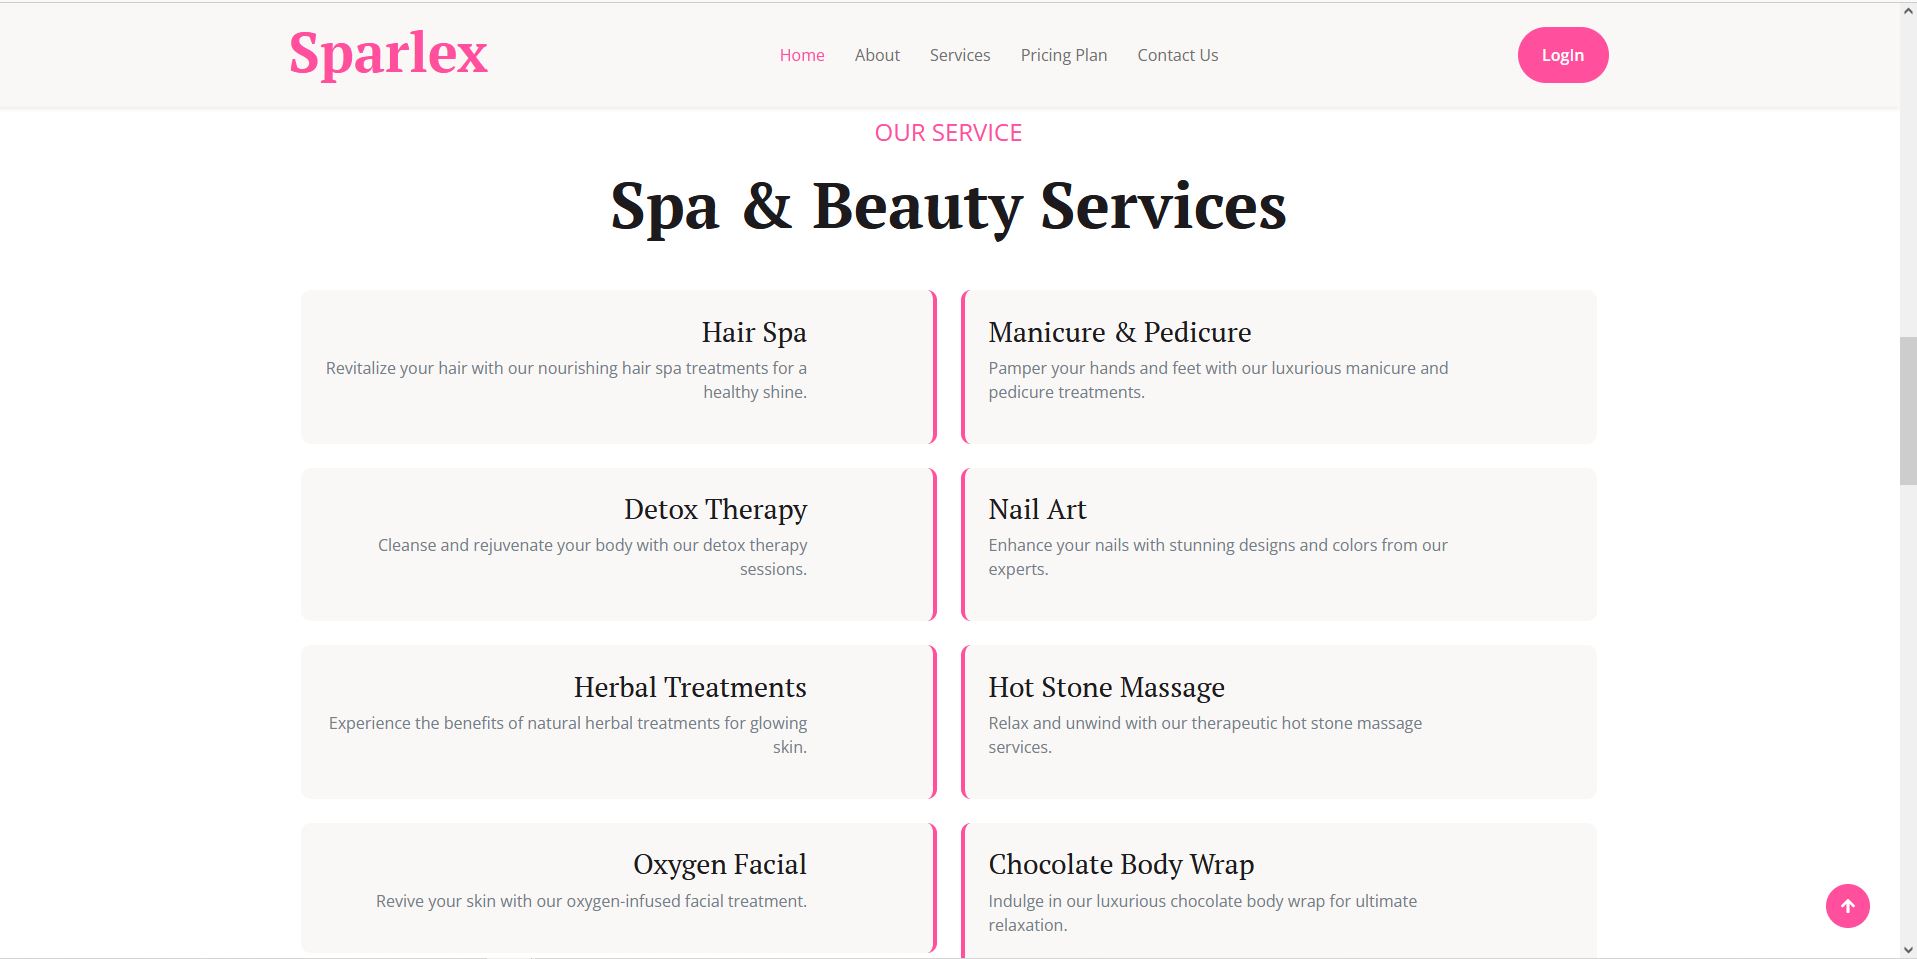 Sparlex
Home About Services Pricing Plan Contact Us
LogIn
OUR SERVICE
Spa & Beauty Services
Hair Spa
Revitalize your hair with our nourishing hair spa treatments for a
healthy shine.
Manicure & Pedicure
Pamper your hands and feet with our luxurious manicure and
pedicure treatments.
Detox Therapy
Cleanse and rejuvenate your body with our detox therapy
sessions.
Nail Art
Enhance your nails with stunning designs and colors from our
experts.
Herbal Treatments
Experience the benefits of natural herbal treatments for glowing
skin.
Hot Stone Massage
Relax and unwind with our therapeutic hot stone massage
services.
Oxygen Facial
Revive your skin with our oxygen-infused facial treatment.
Chocolate Body Wrap
Indulge in our luxurious chocolate body wrap for ultimate
relaxation.